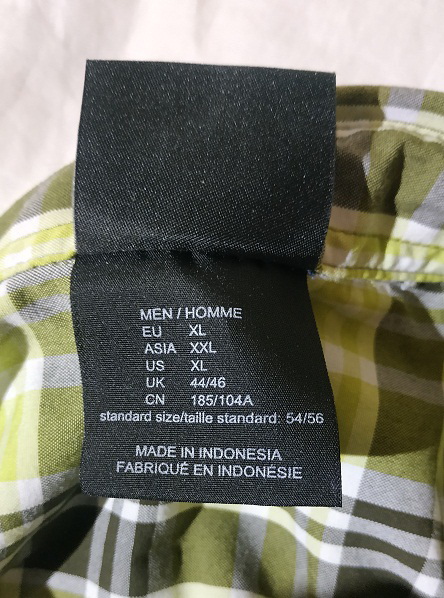 MEN / HOMME
EU XL
ASIA XXL
US XL
UK 44/46
CN 185/104A
standard size/taille standard: 54/56
MADE IN INDONESIA
FABRIQUÉ EN INDONÉSIE